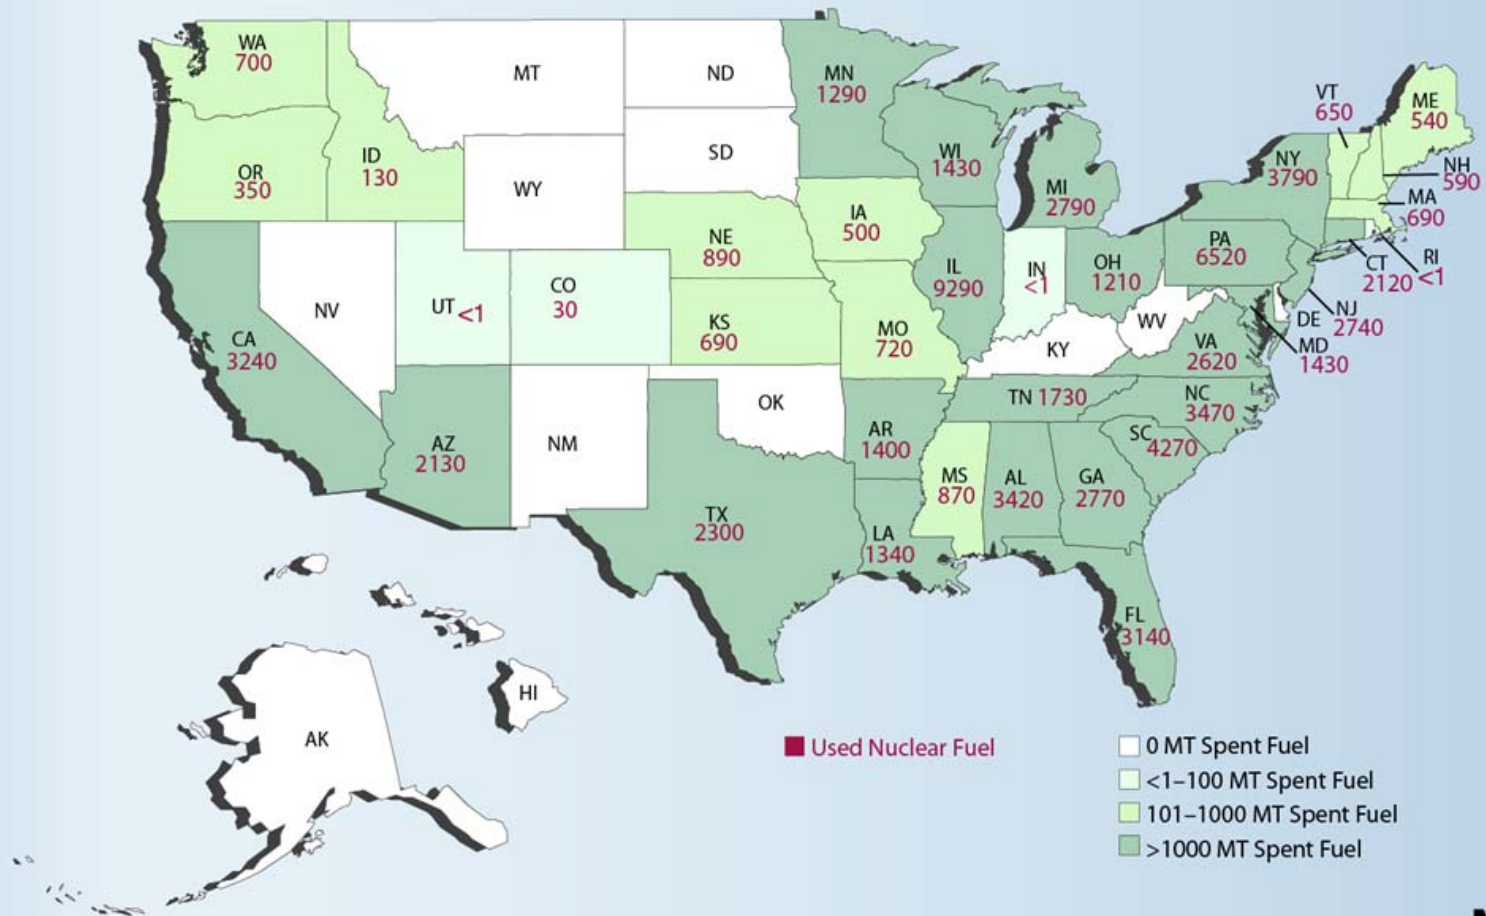 WA
700
MT
ND
MN
1290
VT
650
ME
540
OR
350
ID
130
SD
WI
1430
MI
2790
NY
3790
NH
590
WY
MA
690
NE
890
IA
500
IL
9290
IN
<1
OH
1210
PA
6520
CT
2120
RI
<1
NV
UT <1
CO
30
KS
690
MO
720
KY
WV
VA
2620
DE
NJ
2740
MD
1430
CA
3240
AZ
2130
NM
OK
AR
1400
TN 1730
NC
3470
SC
4270
MS
870
AL
3420
GA
2770
TX
2300
LA
1340
FL
3140
HI
AK
Used Nuclear Fuel
0 MT Spent Fuel
<1–100 MT Spent Fuel
101–1000 MT Spent Fuel
>1000 MT Spent Fuel